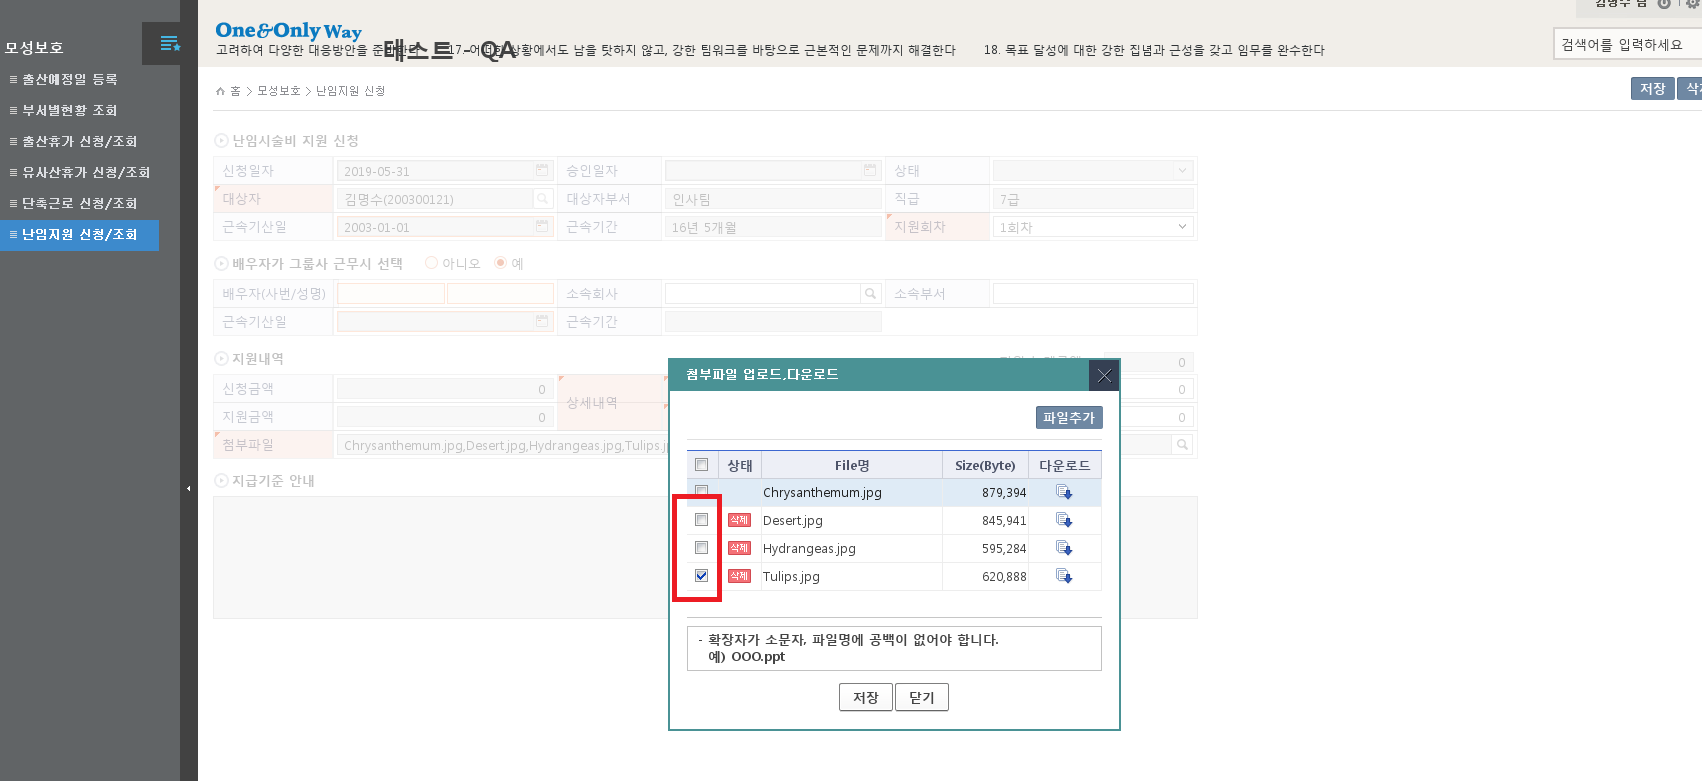 One&Only Way
김명수 님
테스트 - QA
고려하여 다양한 대응방안을 준비한다
17. 어떠한 상황에서도 남을 탓하지 않고, 강한 팀워크를 바탕으로 근본적인 문제까지 해결한다
18. 목표 달성에 대한 강한 집념과 근성을 갖고 임무를 완수한다
검색어를 입력하세요
모성보호
출산예정일 등록
부서별현황 조회
출산휴가 신청/조회
유사산휴가 신청/조회
단축근로 신청/조회
난임지원 신청/조회
홈 > 모성보호 > 난임지원 신청
저장
난임시술비 지원 신청
신청일자 2019-05-31 승인일자 상태
대상자 김명수(200300121) 대상자부서 인사팀 직급 7급
근속기산일 2003-01-01 근속기간 16년 5개월 지원회차 1회차
배우자가 그룹사 근무시 선택 아니오 예
배우자(사번/성명) 소속회사 소속부서
근속기산일 근속기간
지원내역 0
신청금액 0 상세내역 0
지원금액 0 0
첨부파일 Chrysanthemum.jpg,Desert.jpg,Hydrangeas.jpg,Tulips.j
지급기준 안내
첨부파일 업로드,다운로드
파일추가
상태 File명 Size(Byte) 다운로드
Chrysanthemum.jpg 879,394
삭제 Desert.jpg 845,941
삭제 Hydrangeas.jpg 595,284
삭제 Tulips.jpg 620,888
- 확장자가 소문자, 파일명에 공백이 없어야 합니다.
예) OOO.ppt
저장 닫기